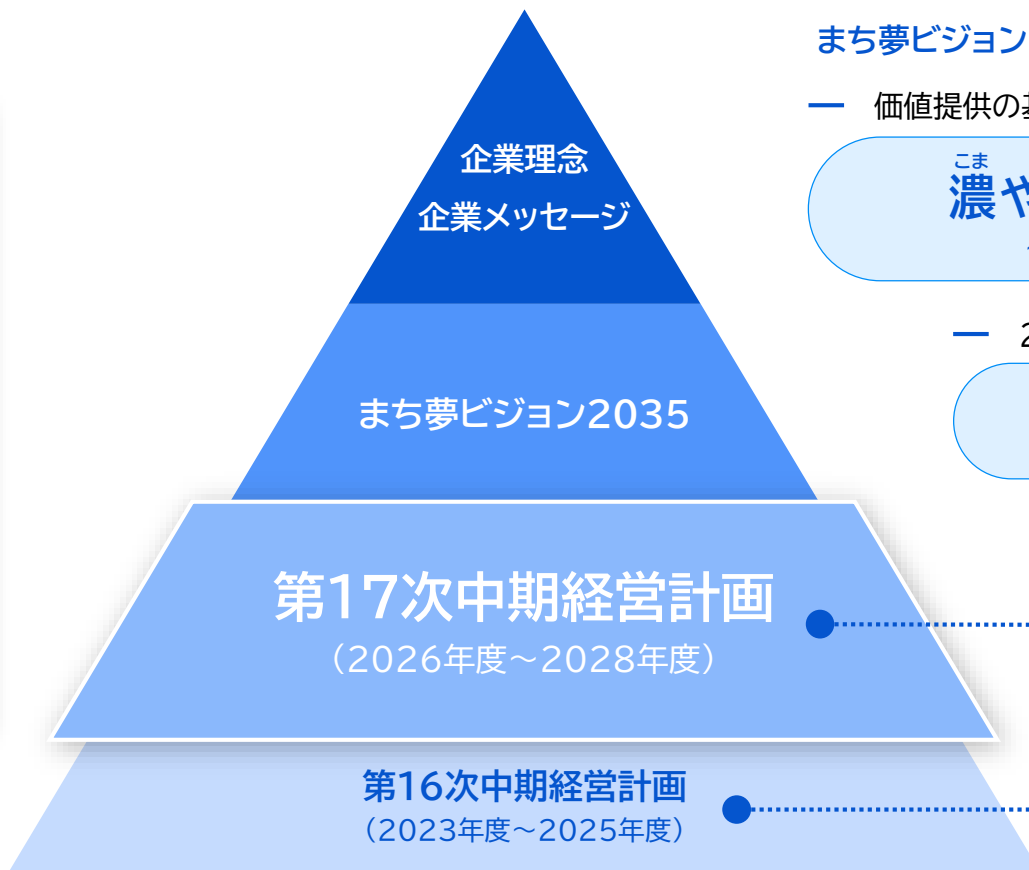 企業理念
企業メッセージ
まち夢ビジョン2035
第17次中期経営計画
(2026年度~2028年度)
第16次中期経営計画
(2023年度~2025年度)
まち夢ビジョン
価値提供の
こま
濃や
2